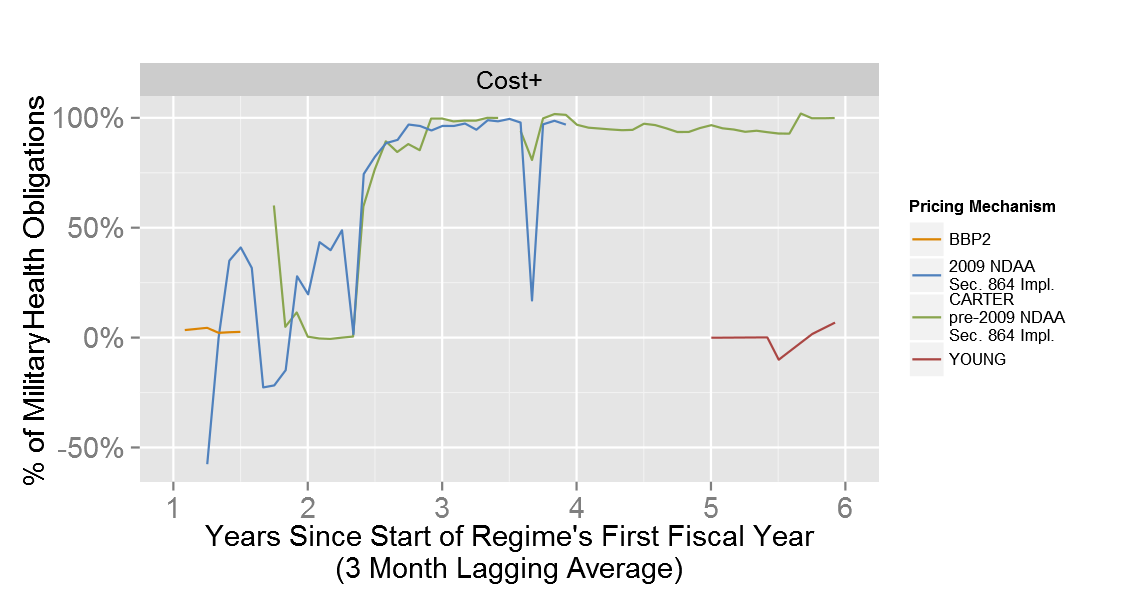 Cost+
% of MilitaryHealth Obligations
100%
50%
0%
-50%
1 2 3 4 5 6
Years Since Start of Regime's First Fiscal Year
(3 Month Lagging Average)
Pricing Mechanism
BBP2
2009 NDAA
Sec. 864 Impl.
CARTER
pre-2009 NDAA
Sec. 864 Impl.
YOUNG